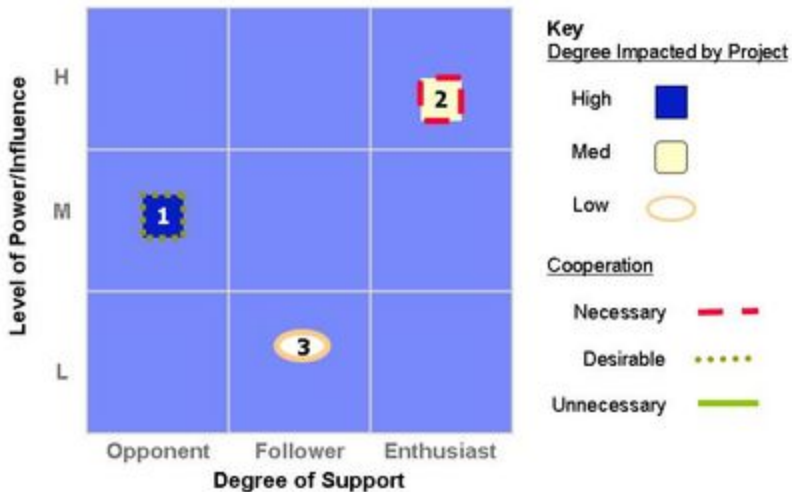 Level of Power/Influence
H
M
L
1
2
3
Opponent
Follower
Enthusiast
Degree of Support
Key
Degree Impacted by Project
High
Med
Low
Cooperation
Necessary
Desirable
Unnecessary